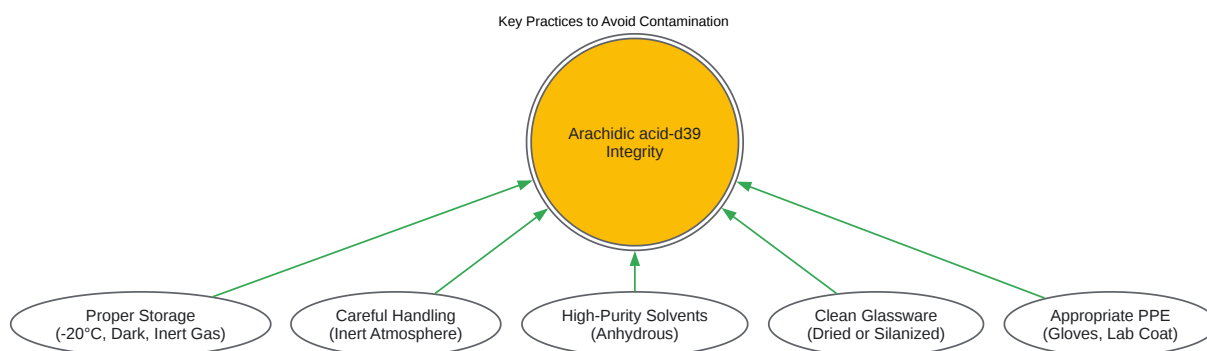 Key Practices to Avoid Contamination
Arachidic acid-d39
Integrity
Proper Storage
(-20°C, Dark, Inert Gas)
Careful Handling
(Inert Atmosphere)
High-Purity Solvents
(Anhydrous)
Clean Glassware
(Dried or Silanized)
Appropriate PPE
(Gloves, Lab Coat)